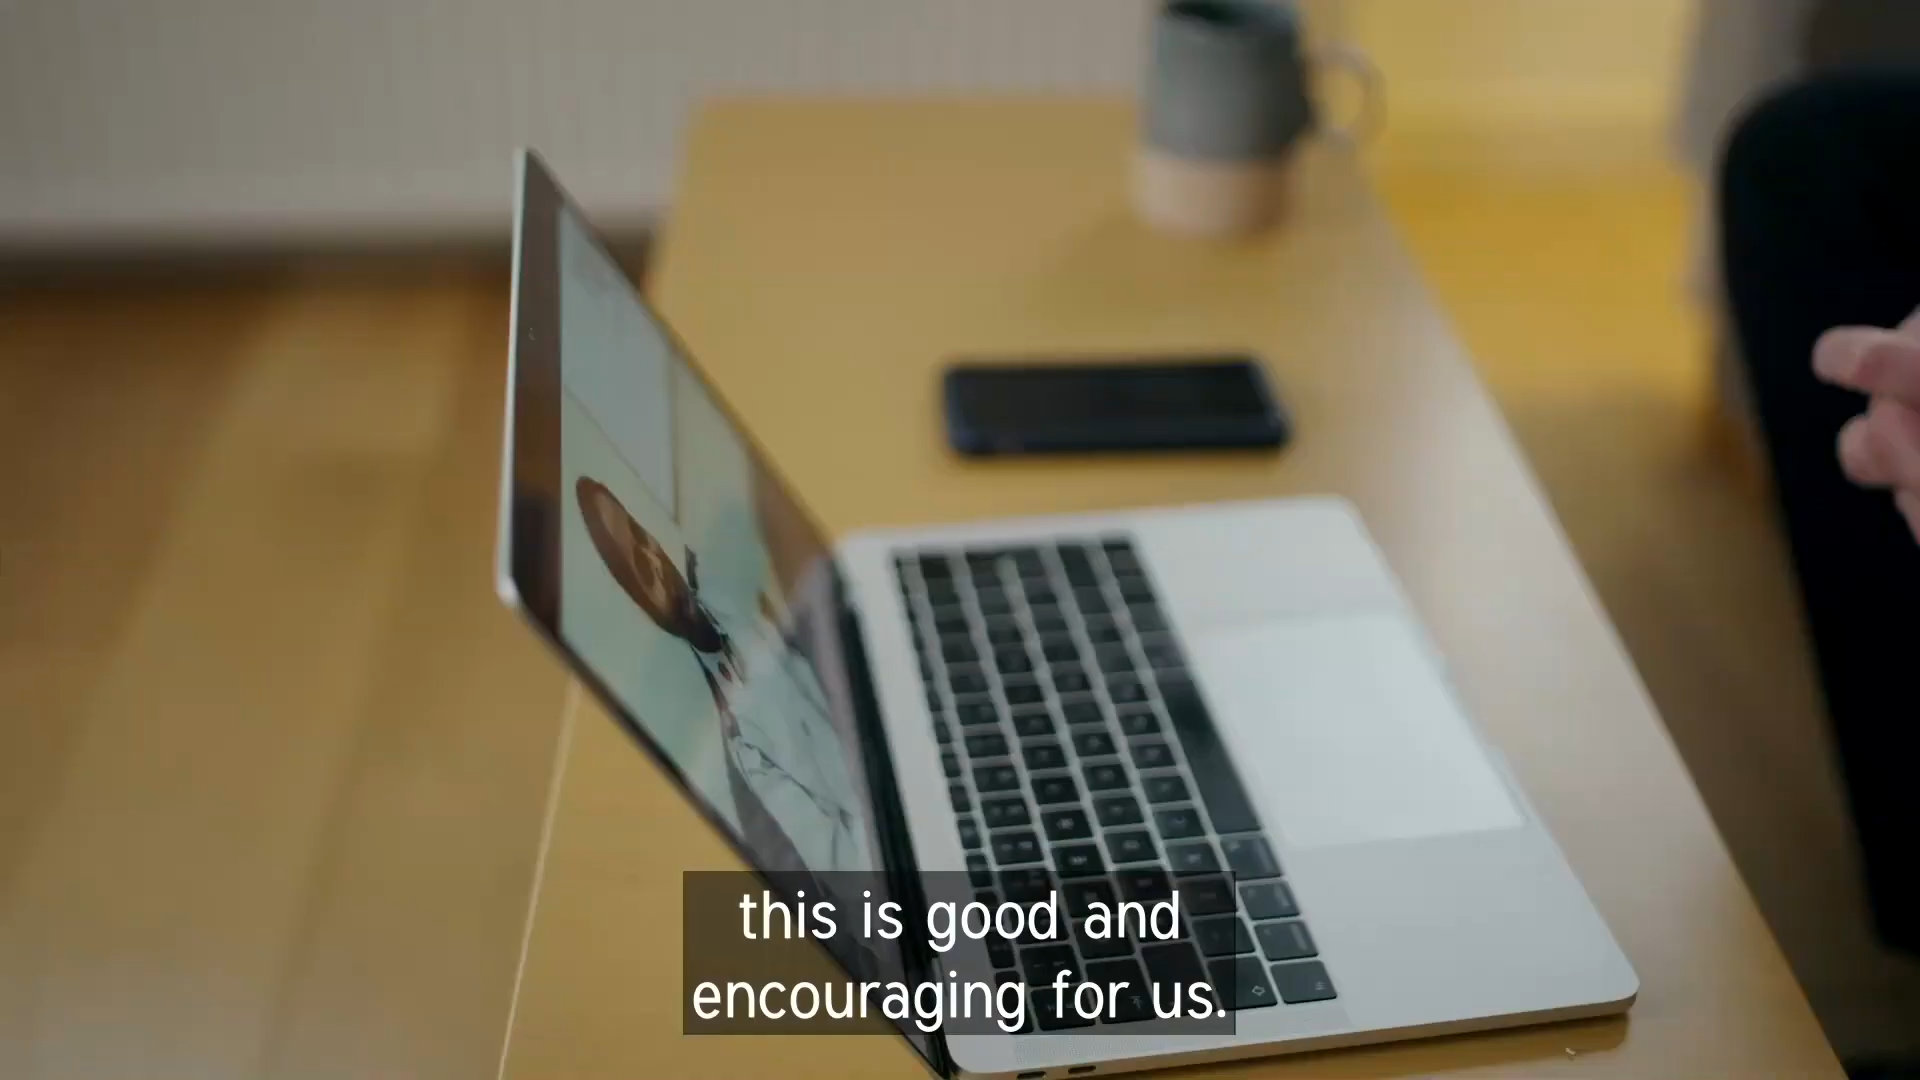 this is good and
encouraging for us.